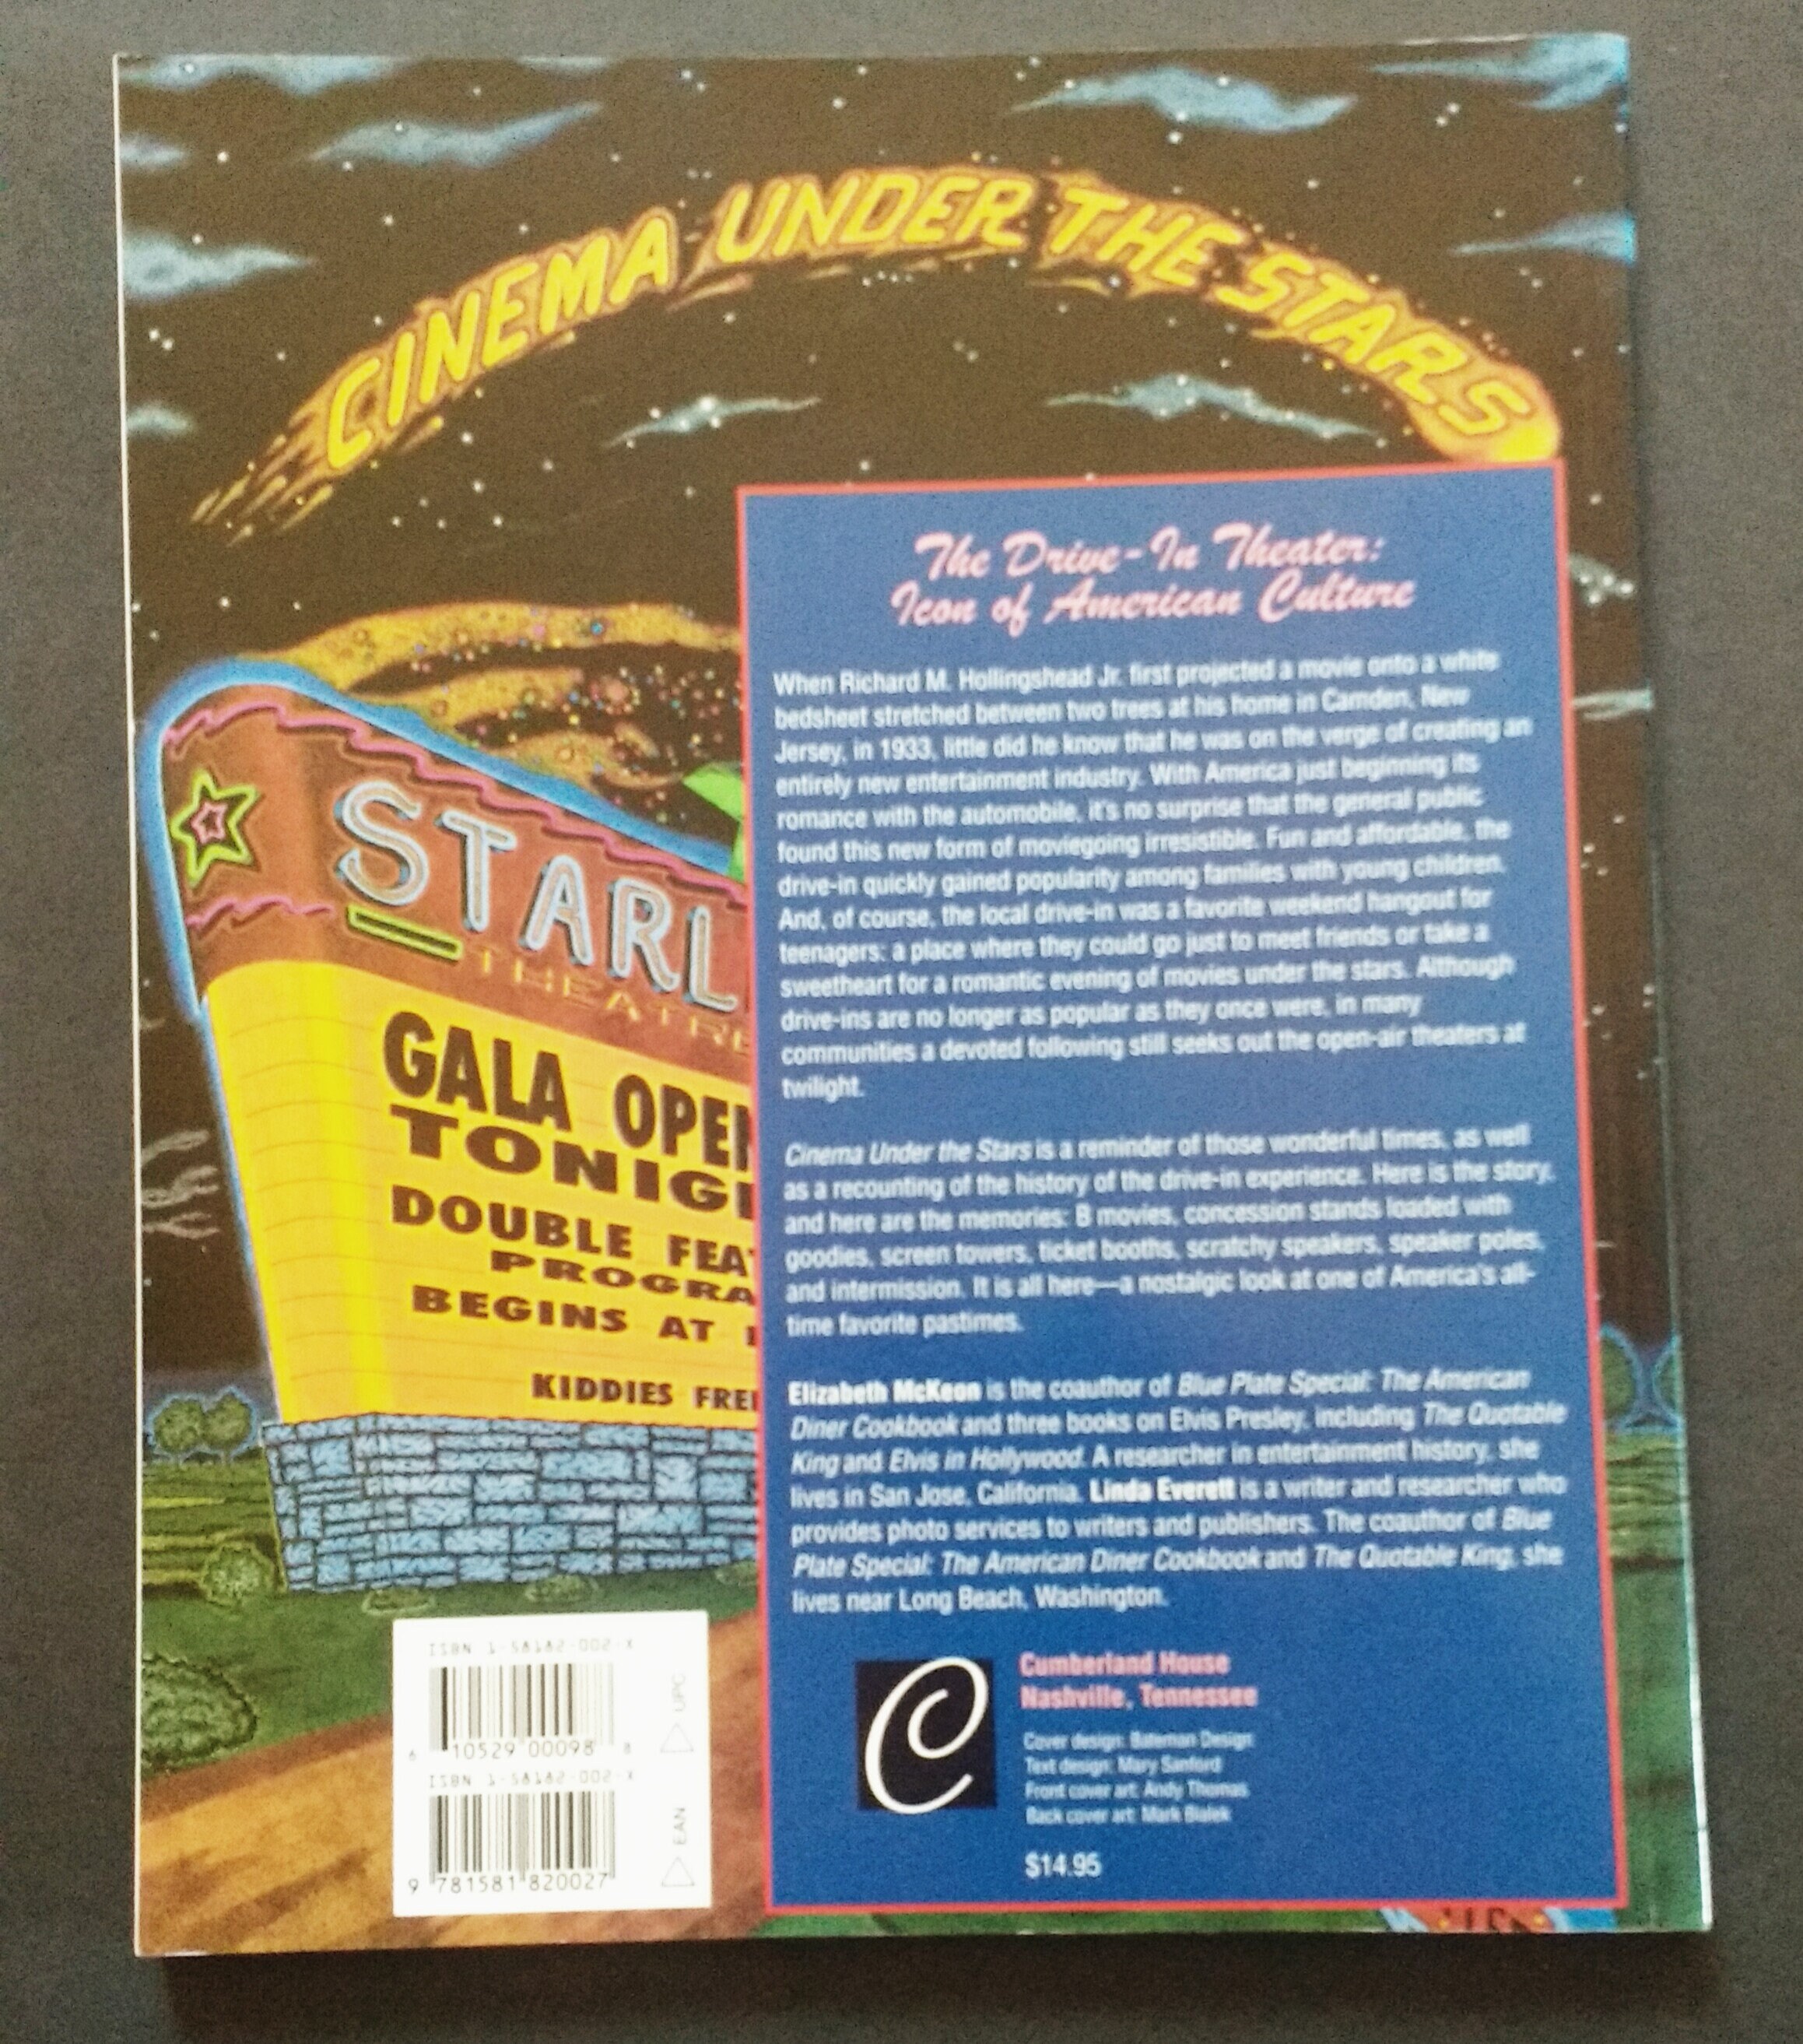 CINEMA UNDER THE STARS
The Drive-In Theater:
Icon of American Culture
When Richard M. Hollingshead Jr. first projected a movie onto a white
bedsheet stretched between two trees at his home in Camden, New
Jersey, in 1933, little did he know that he was on the verge of creating an
entirely new entertainment industry. With America just beginning its
romance with the automobile, it's no surprise that the general public
found this new form of moviegoing irresistible. Fun and affordable, the
drive-in quickly gained popularity among families with young children.
And, of course, the local drive-in was a favorite weekend hangout for
teenagers: a place where they could go just to meet friends or take a
sweetheart for a romantic evening of movies under the stars. Although
drive-ins are no longer as popular as they once were, in many
communities a devoted following still seeks out the open-air theaters at
twilight.
Cinema Under the Stars is a reminder of those wonderful times, as well
as a recounting of the history of the drive-in experience. Here is the story,
and here are the memories: B movies, concession stands loaded with
goodies, screen towers, ticket booths, scratchy speakers, speaker poles,
and intermission. It is all here—a nostalgic look at one of America's all-
time favorite pastimes.
Elizabeth McKeon is the coauthor of Blue Plate Special: The American
Diner Cookbook and three books on Elvis Presley, including The Quotable
King and Elvis in Hollywood. A researcher in entertainment history, she
lives in San Jose, California. Linda Everett is a writer and researcher who
provides photo services to writers and publishers. The coauthor of Blue
Plate Special: The American Diner Cookbook and The Quotable King, she
lives near Long Beach, Washington.
Cumberland House
Nashville, Tennessee
Cover design: Bateman Design
Text design: Mary Sanford
Front cover art: Andy Thomas
Back cover art: Mark Bialek
$14.95
STARL
THEATRE
GALA OPEN
TONIG
DOUBLE FEAT
PROGRA
BEGINS AT
KIDDIES FREE
ISBN 1-58182-002-X
6 10529 00098 8
UPC
ISBN 1-58182-002-X
9 781581 820027
EAN
C